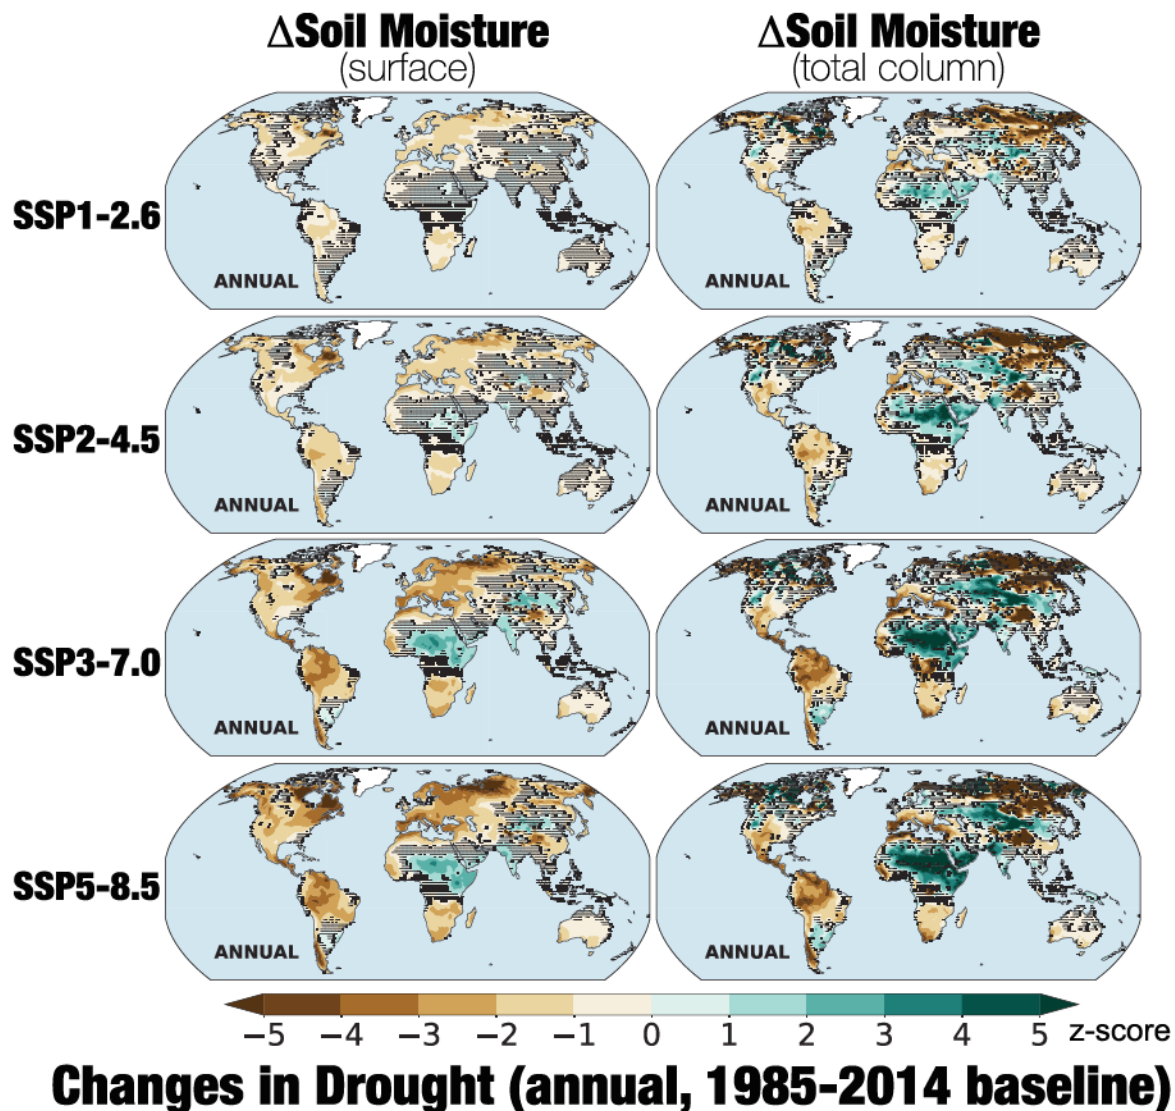 ΔSoil Moisture
(surface)
ΔSoil Moisture
(total column)
SSP1-2.6
ANNUAL
ANNUAL
SSP2-4.5
ANNUAL
ANNUAL
SSP3-7.0
ANNUAL
ANNUAL
SSP5-8.5
ANNUAL
ANNUAL
−5 −4 −3 −2 −1 0 1 2 3 4 5 z-score
Changes in Drought (annual, 1985-2014 baseline)